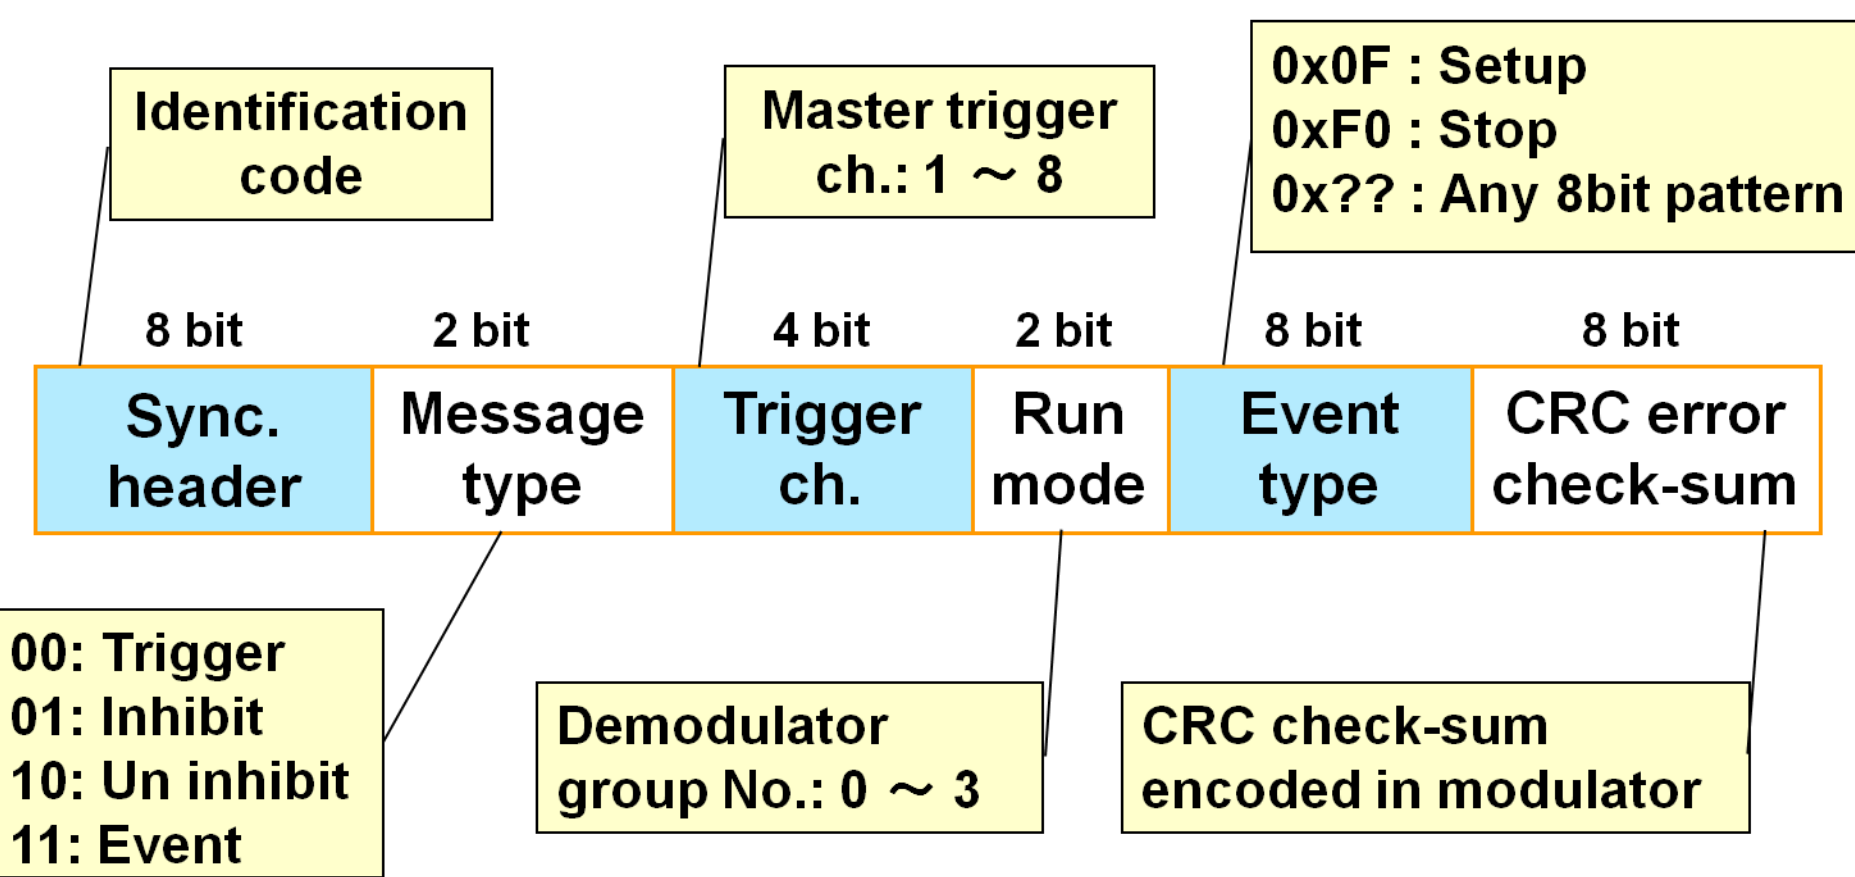 Identification
code
Master trigger
ch.: 1 ～ 8
0x0F : Setup
0xF0 : Stop
0x?? : Any 8bit pattern
8 bit
2 bit
4 bit
2 bit
8 bit
8 bit
Sync.
header
Message
type
Trigger
ch.
Run
mode
Event
type
CRC error
check-sum
00: Trigger
01: Inhibit
10: Un inhibit
11: Event
Demodulator
group No.: 0 ～ 3
CRC check-sum
encoded in modulator